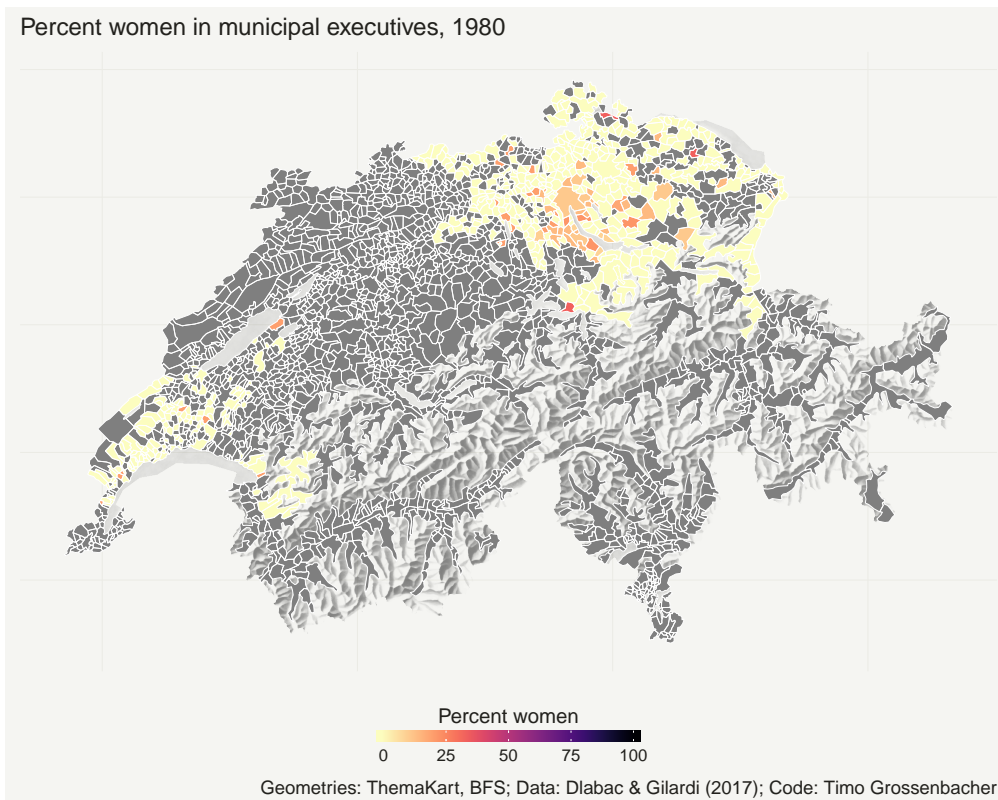 Percent women in municipal executives, 1980
Percent women
0 25 50 75 100
Geometries: ThemaKart, BFS; Data: Dlabac & Gilardi (2017); Code: Timo Grossenbacher